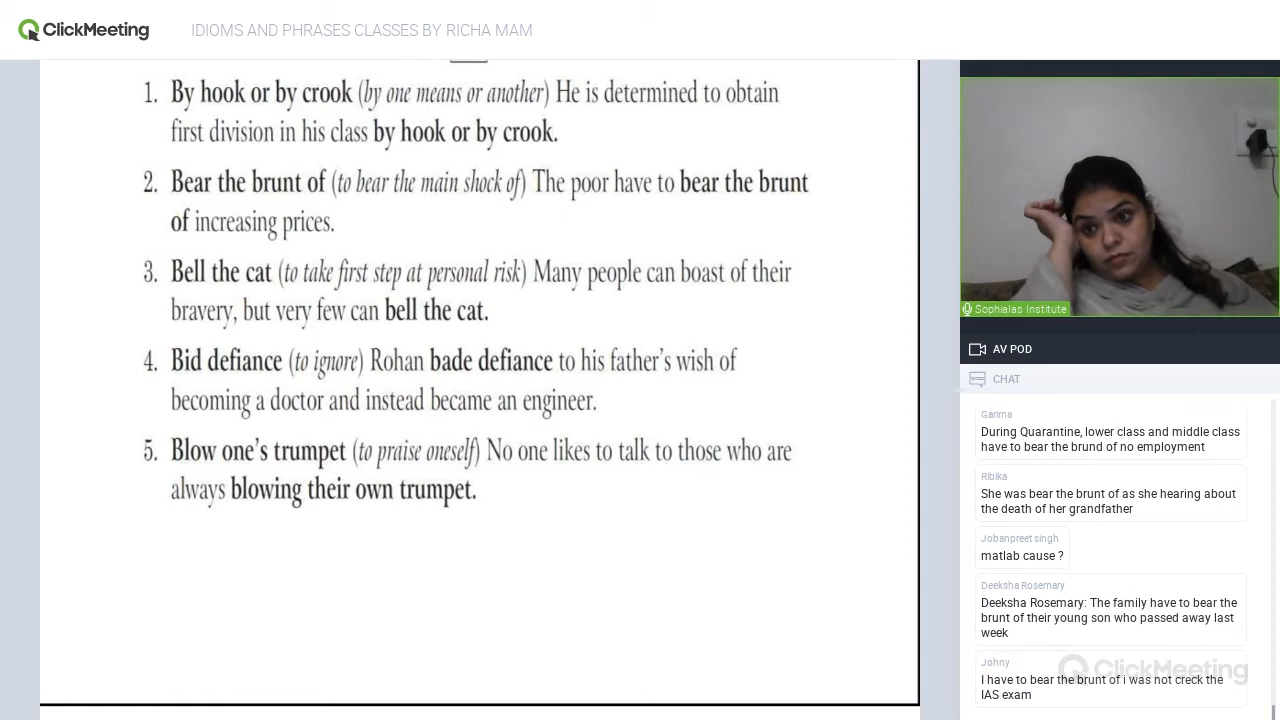 ClickMeeting
IDIOMS AND PHRASES CLASSES BY RICHA MAM
1. By hook or by crook (by one means or another) He is determined to obtain
first division in his class by hook or by crook.
2. Bear the brunt of (to bear the main shock of) The poor have to bear the brunt
of increasing prices.
3. Bell the cat (to take first step at personal risk) Many people can boast of their
bravery, but very few can bell the cat.
4. Bid defiance (to ignore) Rohan bade defiance to his father's wish of
becoming a doctor and instead became an engineer.
5. Blow one's trumpet (to praise oneself) No one likes to talk to those who are
always blowing their own trumpet.
Sophialas Institute
AV POD
CHAT
Garima
During Quarantine, lower class and middle class
have to bear the brund of no employment
Ribika
She was bear the brunt of as she hearing about
the death of her grandfather
Jobanpreet singh
matlab cause ?
Deeksha Rosemary
Deeksha Rosemary: The family have to bear the
brunt of their young son who passed away last
week
Johny
I have to bear the brunt of i was not creck the
IAS exam
ClickMeeting